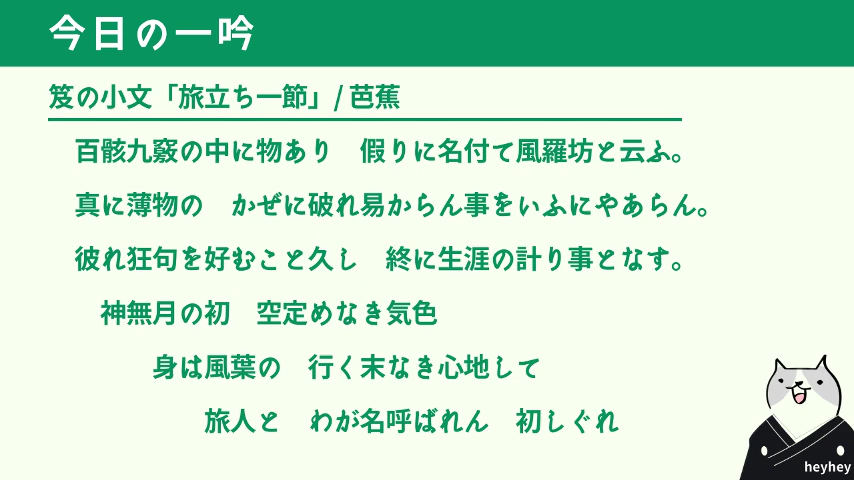 今日の一吟
笈の小文「旅立ち一節」/ 芭蕉
百骸九竅の中に物あり　假りに名付て風羅坊と云ふ。
真に薄物の　かぜに破れ易からん事をいふにやあらん。
彼れ狂句を好むこと久し　終に生涯の計り事となす。
神無月の初　空定めなき気色
身は風葉の　行く末なき心地して
旅人と　わが名呼ばれん　初しぐれ
heyhey